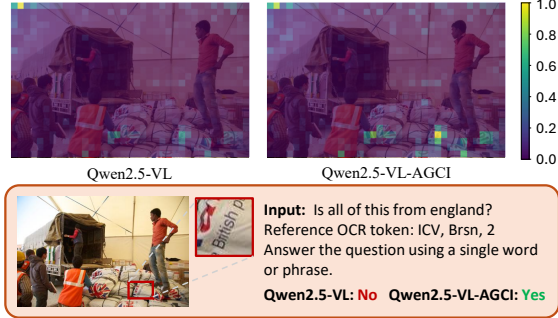 1.0
0.8
0.6
0.4
0.2
0.0
Qwen2.5-VL
Qwen2.5-VL-AGCI
British p
Input: Is all of this from england?
Reference OCR token: ICV, Brsn, 2
Answer the question using a single word
or phrase.
Qwen2.5-VL: No Qwen2.5-VL-AGCI: Yes